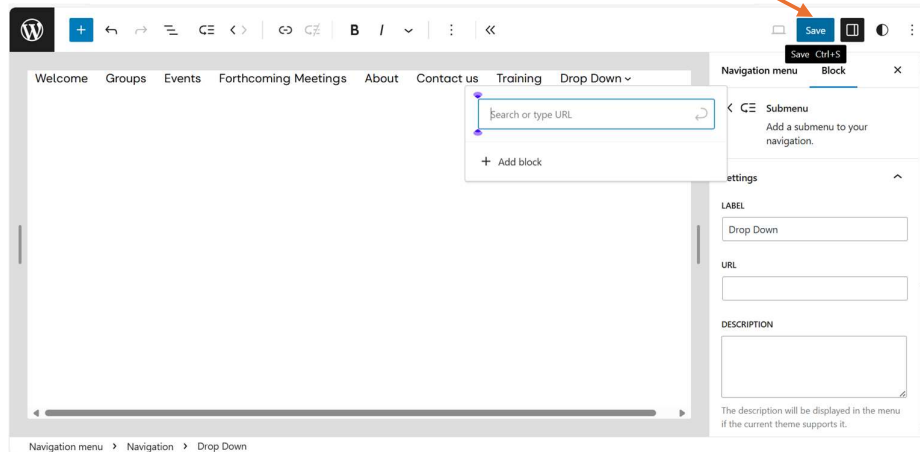 B I
Save
Save Ctrl+S
Welcome Groups Events Forthcoming Meetings About Contact us Training Drop Down
Search or type URL
Add block
Navigation menu Block
Submenu
Add a submenu to your
navigation.
ettings
LABEL
Drop Down
URL
DESCRIPTION
The description will be displayed in the menu
if the current theme supports it.
Navigation menu > Navigation > Drop Down